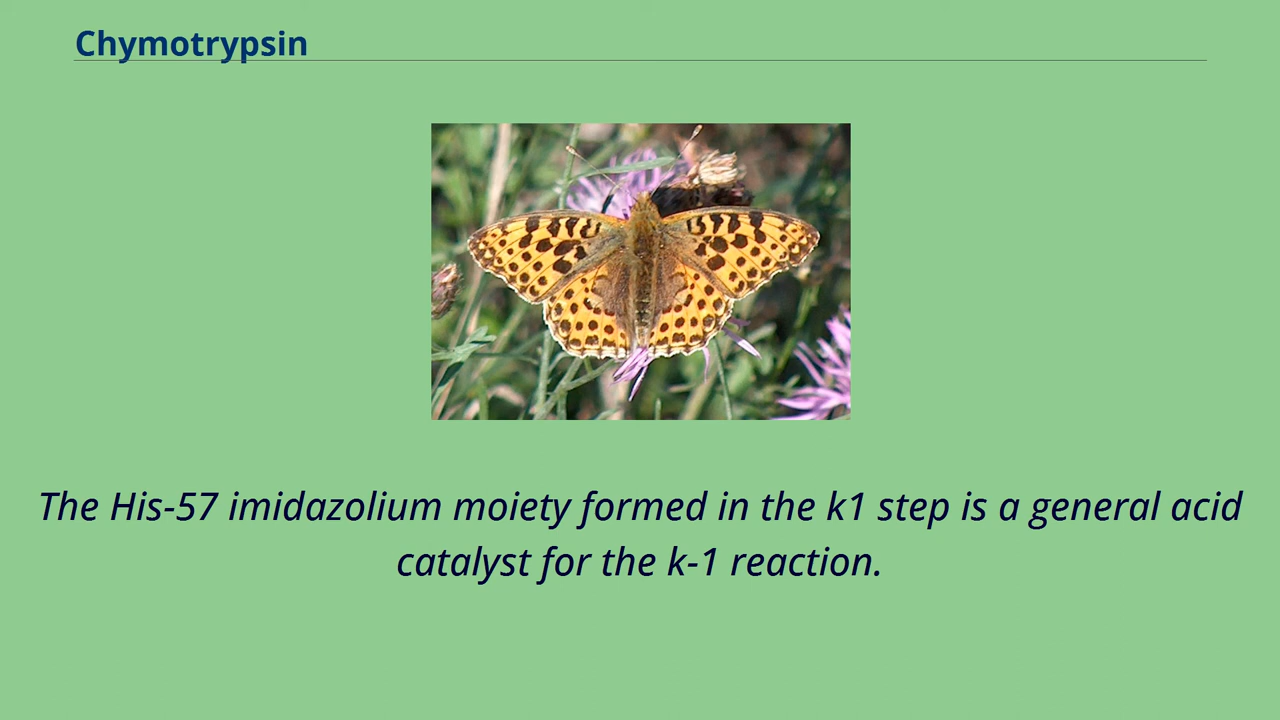 Chymotrypsin
The His-57 imidazolium moiety formed in the k1 step is a general acid
catalyst for the k-1 reaction.